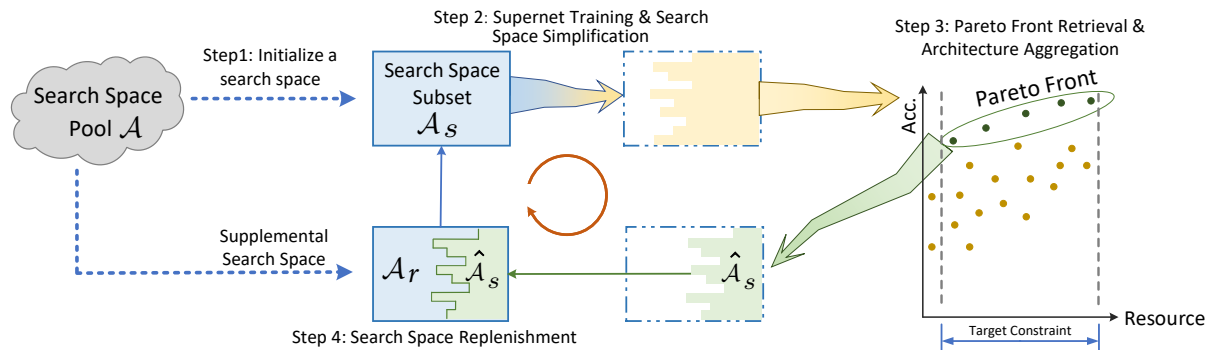 Step 2: Supernet Training & Search
Space Simplification
Step 3: Pareto Front Retrieval &
Architecture Aggregation
Step1: Initialize a
search space
Search Space
Pool 𝒜
Search Space
Subset
𝒜ₛ
Pareto Front
Acc.
Supplemental
Search Space
𝒜ᵣ
𝒜̂ₛ
𝒜̂ₛ
Resource
Target Constraint
Step 4: Search Space Replenishment